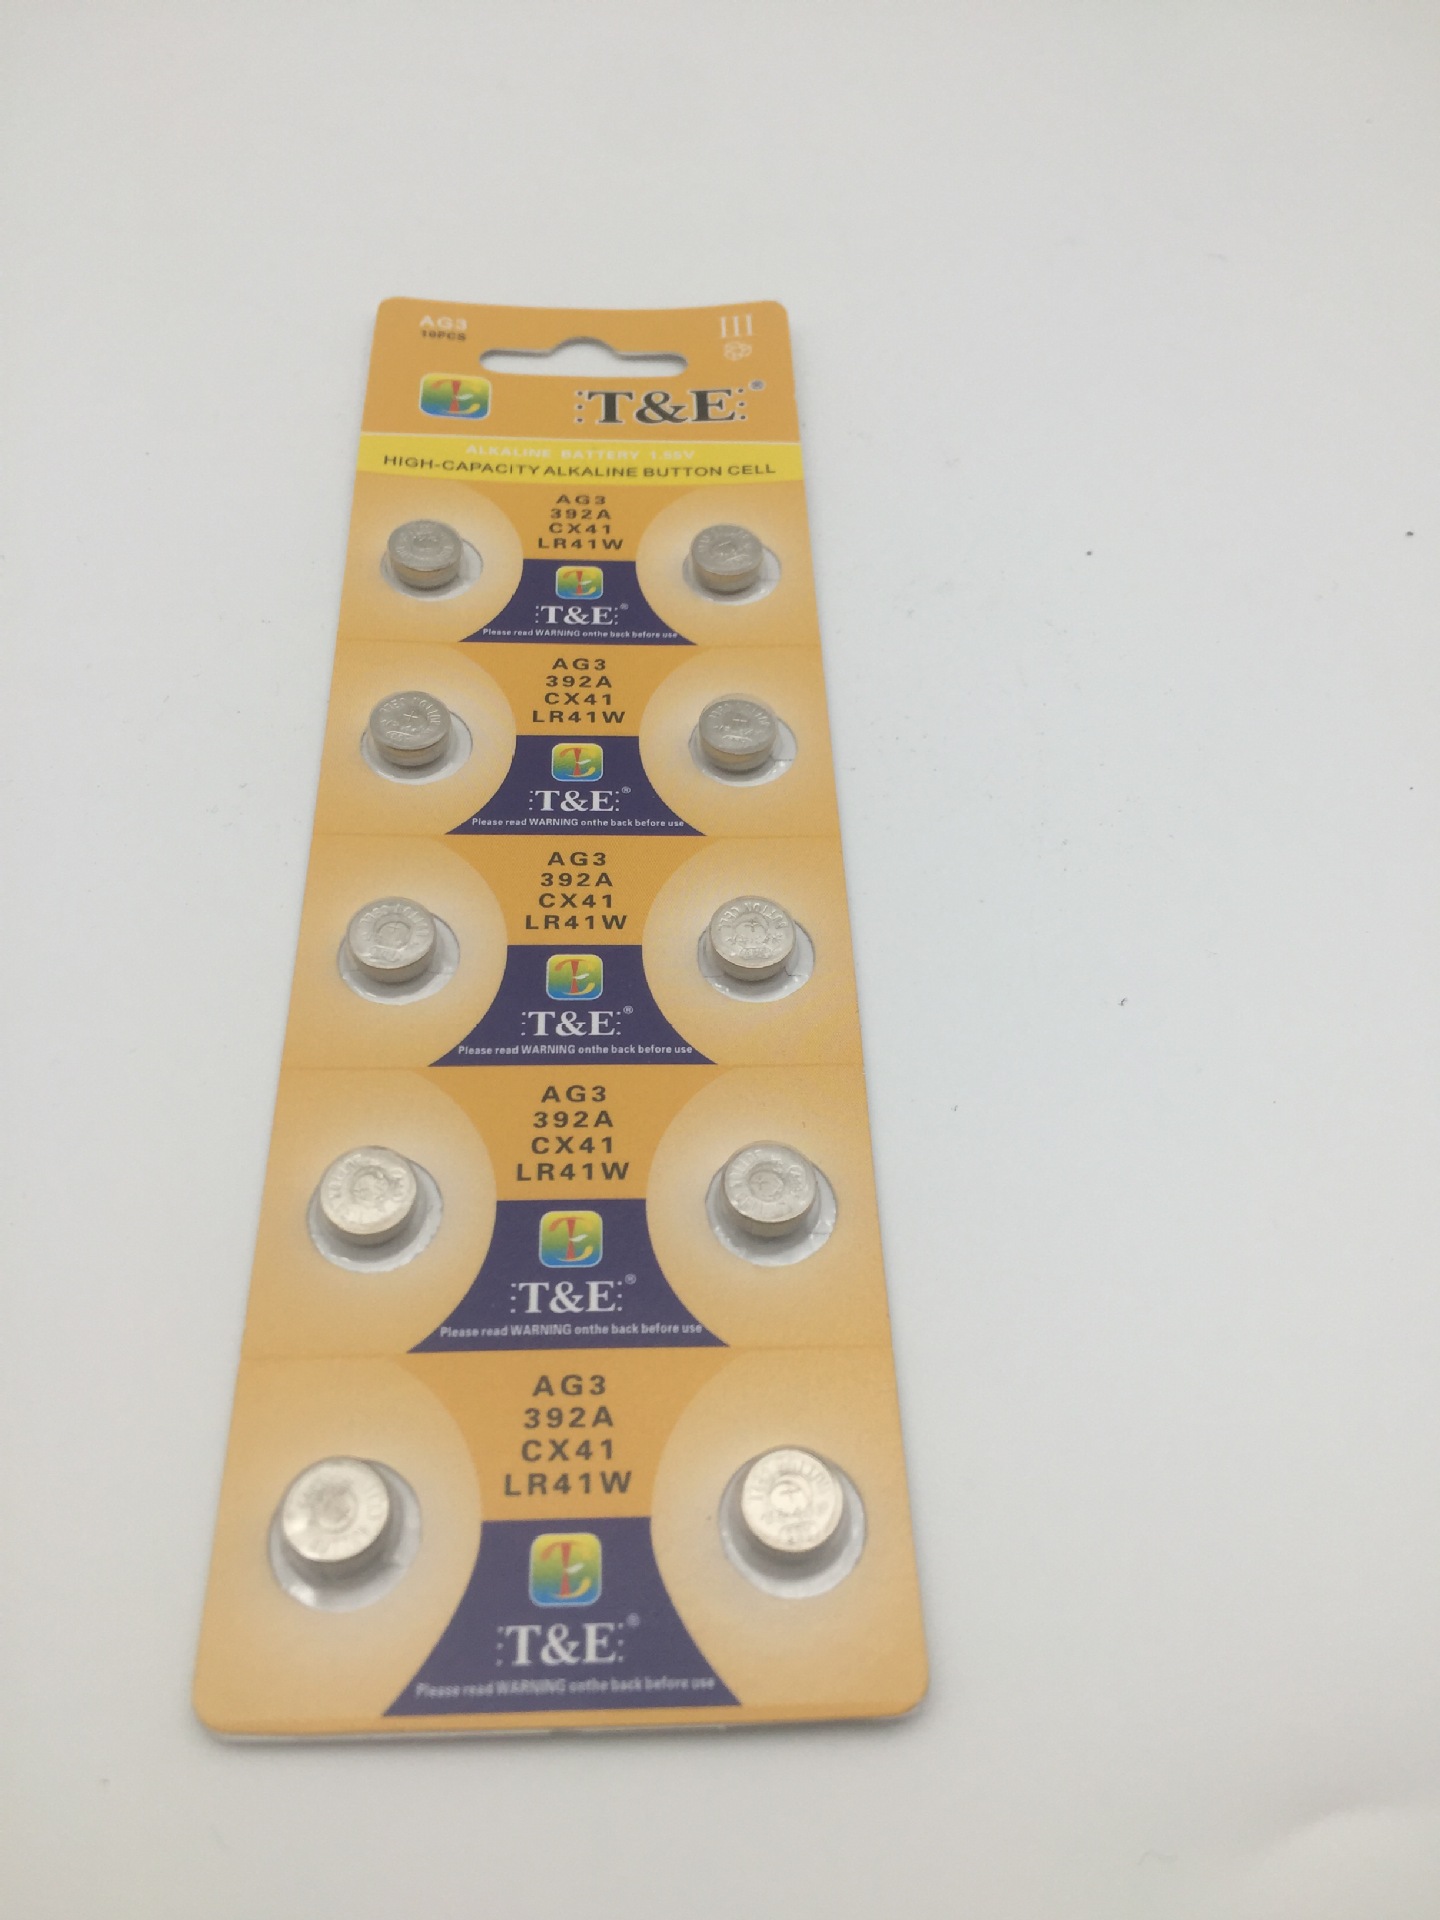 AG3
10PCS
T&E®
ALKALINE BATTERY 1.55V
HIGH-CAPACITY ALKALINE BUTTON CELL
AG3
392A
CX41
LR41W
T&E®
Please read WARNING onthe back before use
AG3
392A
CX41
LR41W
T&E®
Please read WARNING onthe back before use
AG3
392A
CX41
LR41W
T&E®
Please read WARNING onthe back before use
AG3
392A
CX41
LR41W
T&E®
Please read WARNING onthe back before use
AG3
392A
CX41
LR41W
T&E®
Please read WARNING onthe back before use